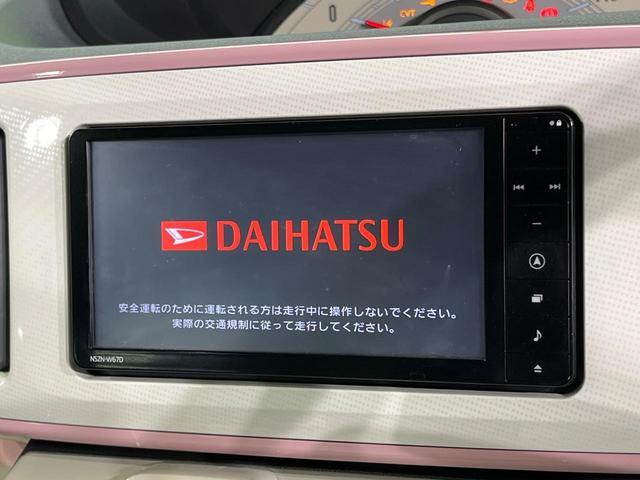 0
CVT
DAIHATSU
安全運転のために運転される方は走行中に操作しないでください。
実際の交通規制に従って走行してください。
NSZN-W67D